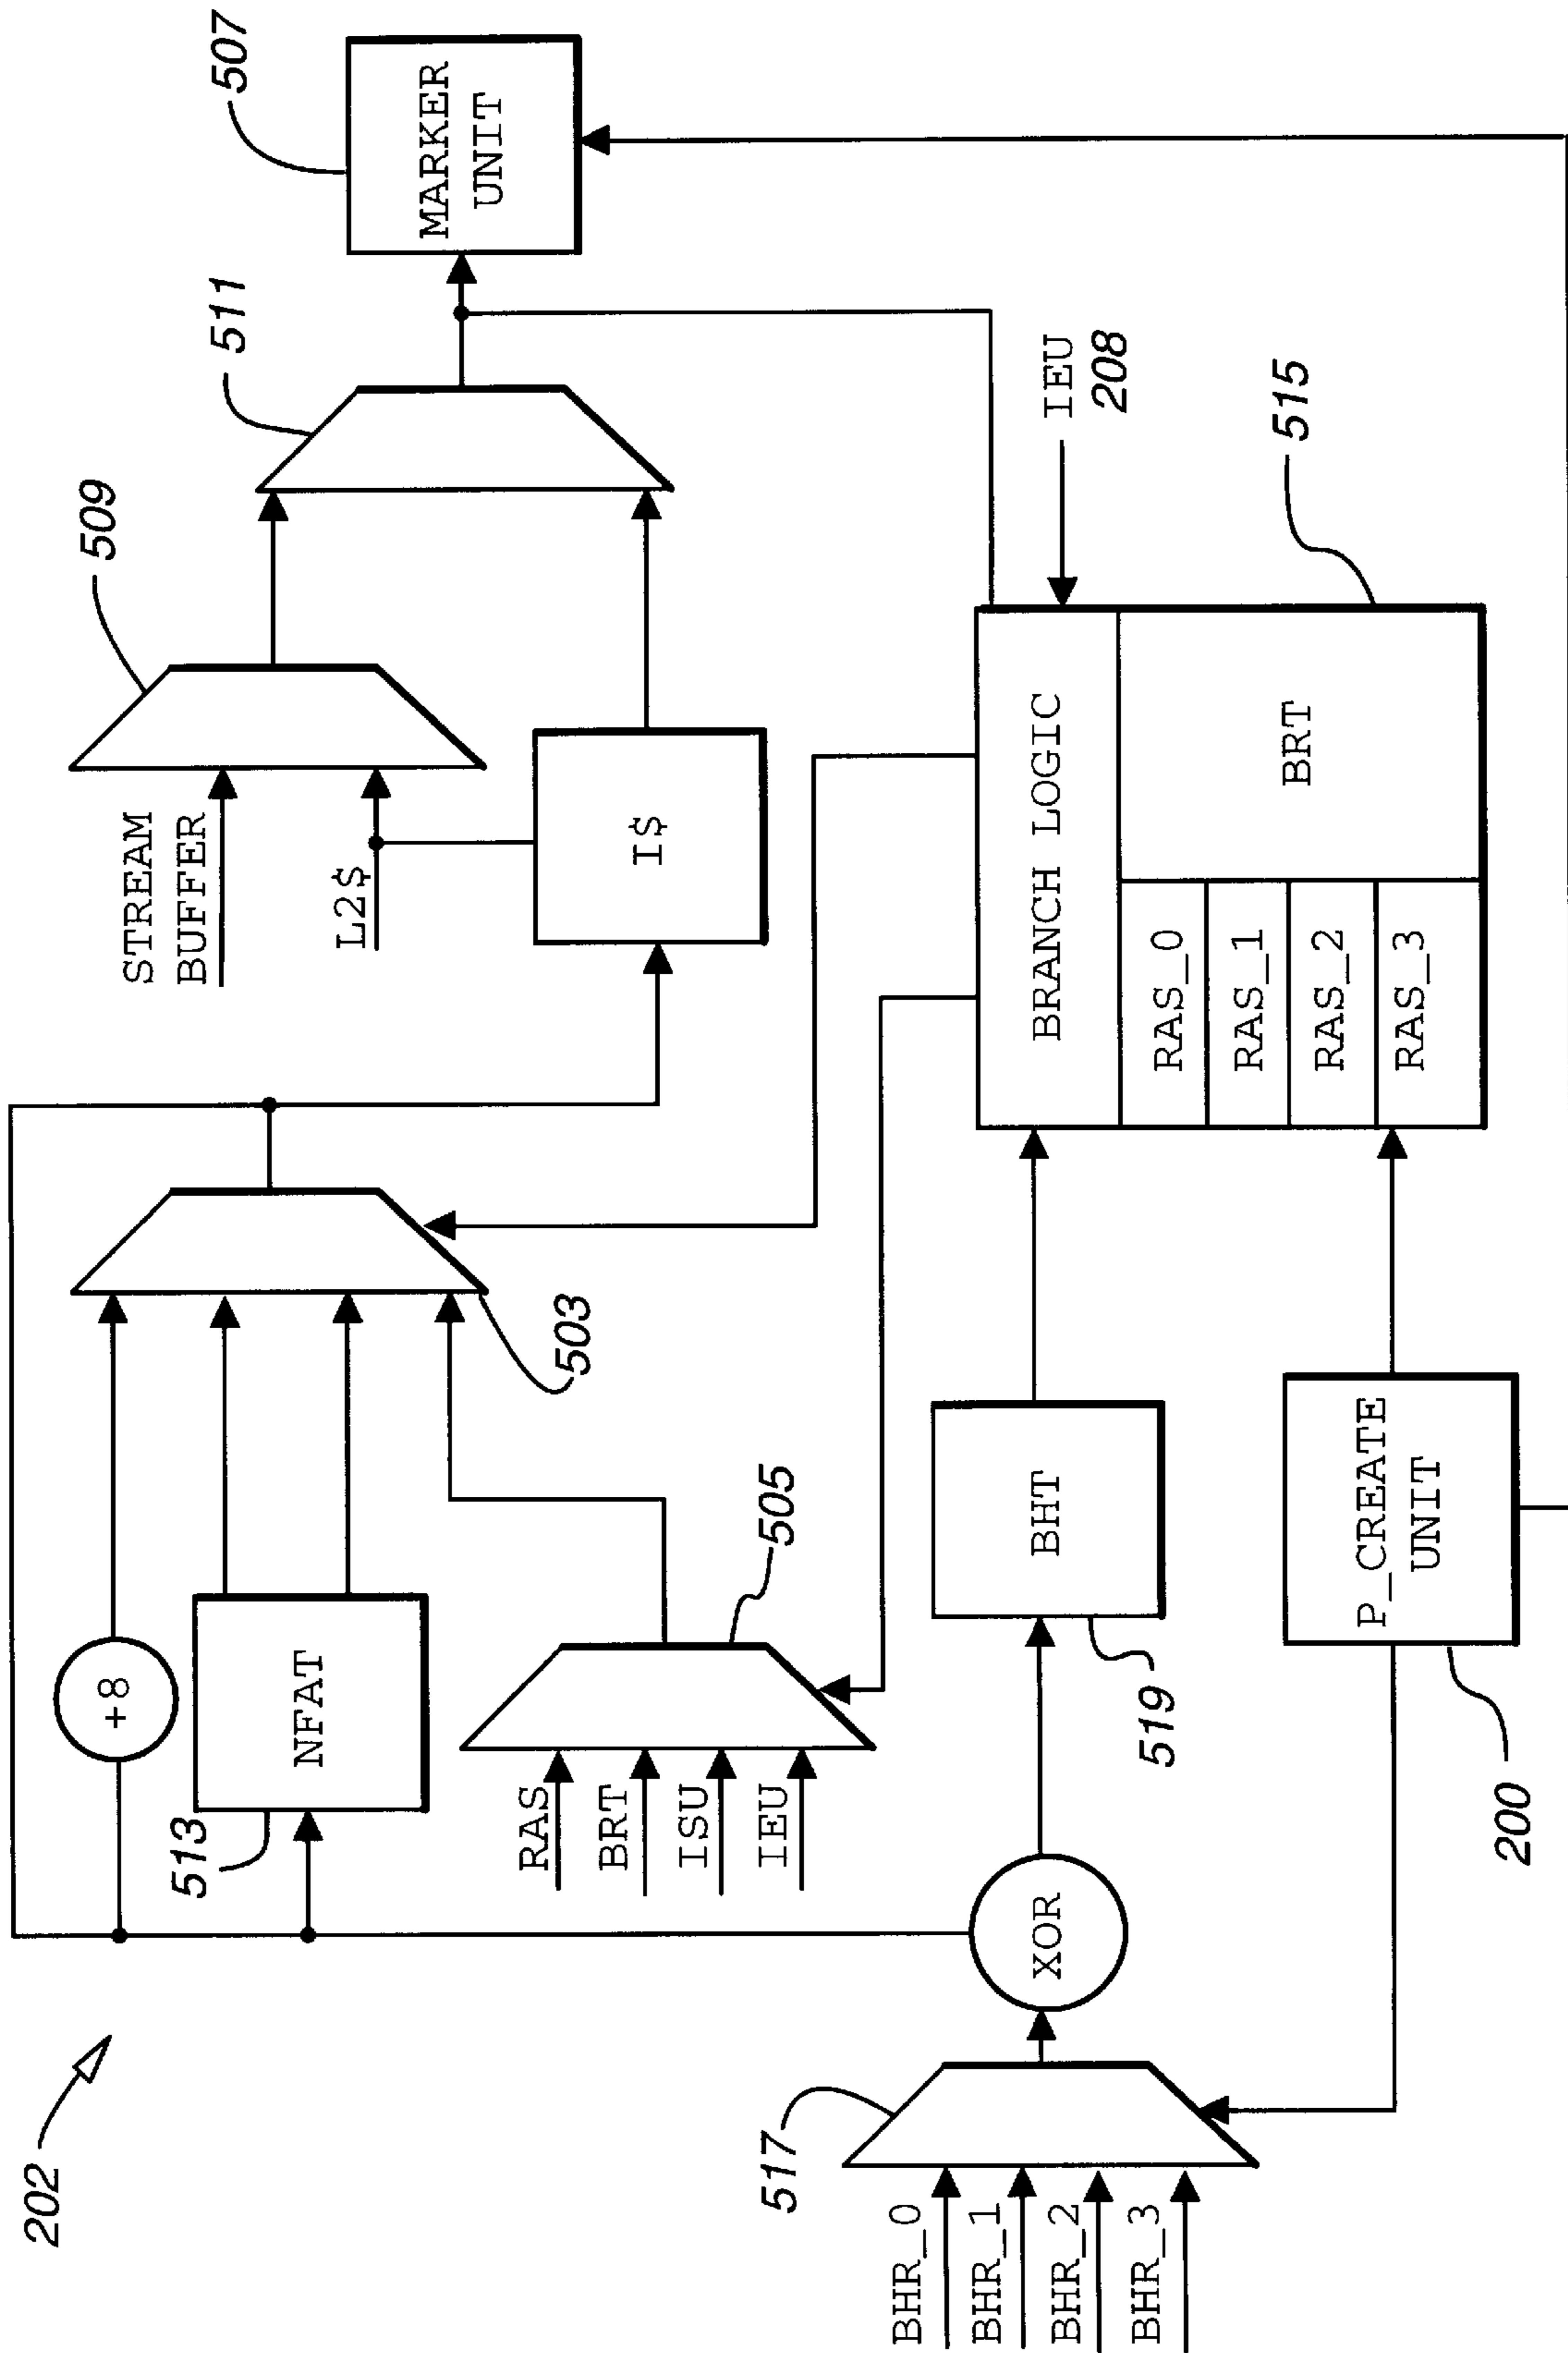 202
+8
513
NFAT
503
STREAM
BUFFER
L2$
509
I$
511
507
MARKER
UNIT
RAS
BRT
ISU
IEU
505
517
BHR_0
BHR_1
BHR_2
BHR_3
XOR
519
BHT
200
P_CREATE
UNIT
BRANCH LOGIC
RAS_0
RAS_1
RAS_2
RAS_3
BRT
IEU
208
515